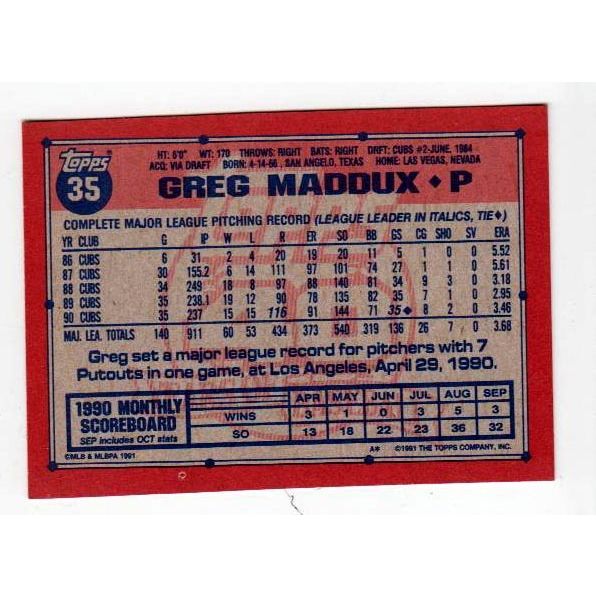 topps
35
HT: 6'0" WT: 170 THROWS: RIGHT BATS: RIGHT DRFT: CUBS #2-JUNE, 1984
ACQ: VIA DRAFT BORN: 4-14-66, SAN ANGELO, TEXAS HOME: LAS VEGAS, NEVADA
GREG MADDUX ♦ P
COMPLETE MAJOR LEAGUE PITCHING RECORD (LEAGUE LEADER IN ITALICS, TIE♦)
YR CLUB G IP W L R ER SO BB GS CG SHO SV ERA
86 CUBS 6 31 2 4 20 19 20 11 5 1 0 0 5.52
87 CUBS 30 155.2 6 14 111 97 101 74 27 1 1 0 5.61
88 CUBS 34 249 18 8 97 88 140 81 34 9 3 0 3.18
89 CUBS 35 238.1 19 12 90 78 135 82 35 7 1 0 2.95
90 CUBS 35 237 15 15 116 91 144 71 35♦ 8 2 0 3.46
MAJ. LEA. TOTALS 140 911 60 53 434 373 540 319 136 26 7 0 3.68
Greg set a major league record for pitchers with 7
Putouts in one game, at Los Angeles, April 29, 1990.
1990 MONTHLY
SCOREBOARD
SEP includes OCT stats
APR MAY JUN JUL AUG SEP
WINS 3 1 0 3 5 3
SO 13 18 22 23 36 32
©MLB & MLBPA 1991
A*
©1991 THE TOPPS COMPANY, INC.